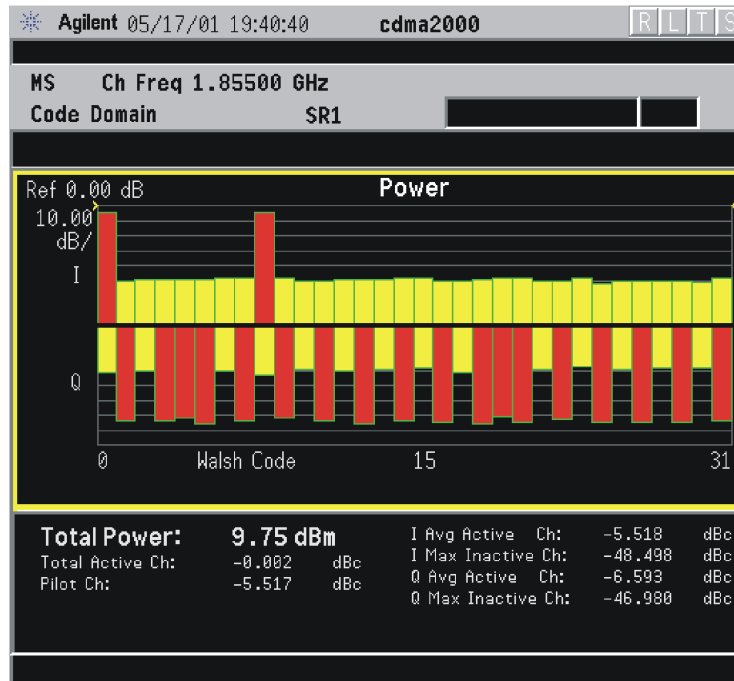 Agilent 05/17/01 19:40:40 cdma2000 R L T S
MS Ch Freq 1.85500 GHz
Code Domain SR1
Ref 0.00 dB Power
10.00
dB/
I
Q
0 Walsh Code 15 31
Total Power: 9.75 dBm
Total Active Ch: -0.002 dBc
Pilot Ch: -5.517 dBc
I Avg Active Ch: -5.518 dBc
I Max Inactive Ch: -48.498 dBc
Q Avg Active Ch: -6.593 dBc
Q Max Inactive Ch: -46.980 dBc